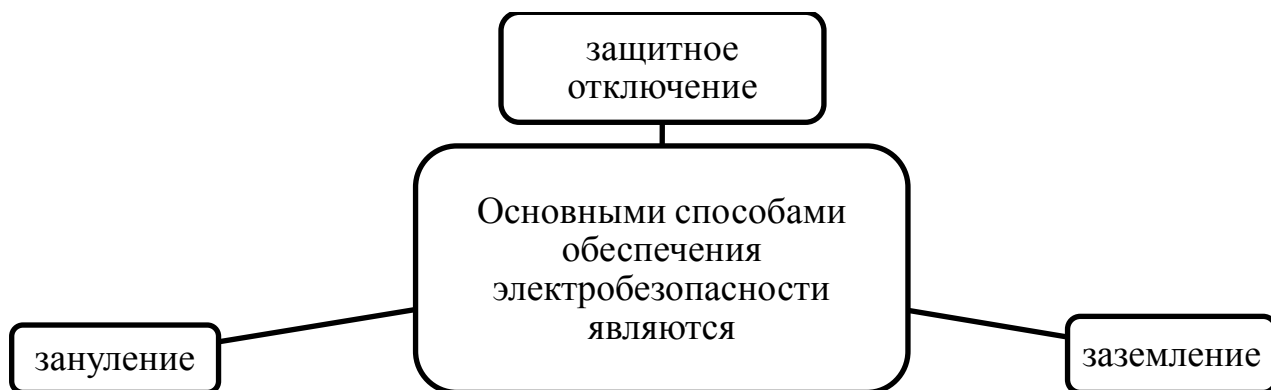 защитное
отключение
Основными способами
обеспечения
электробезопасности
являются
зануление
заземление